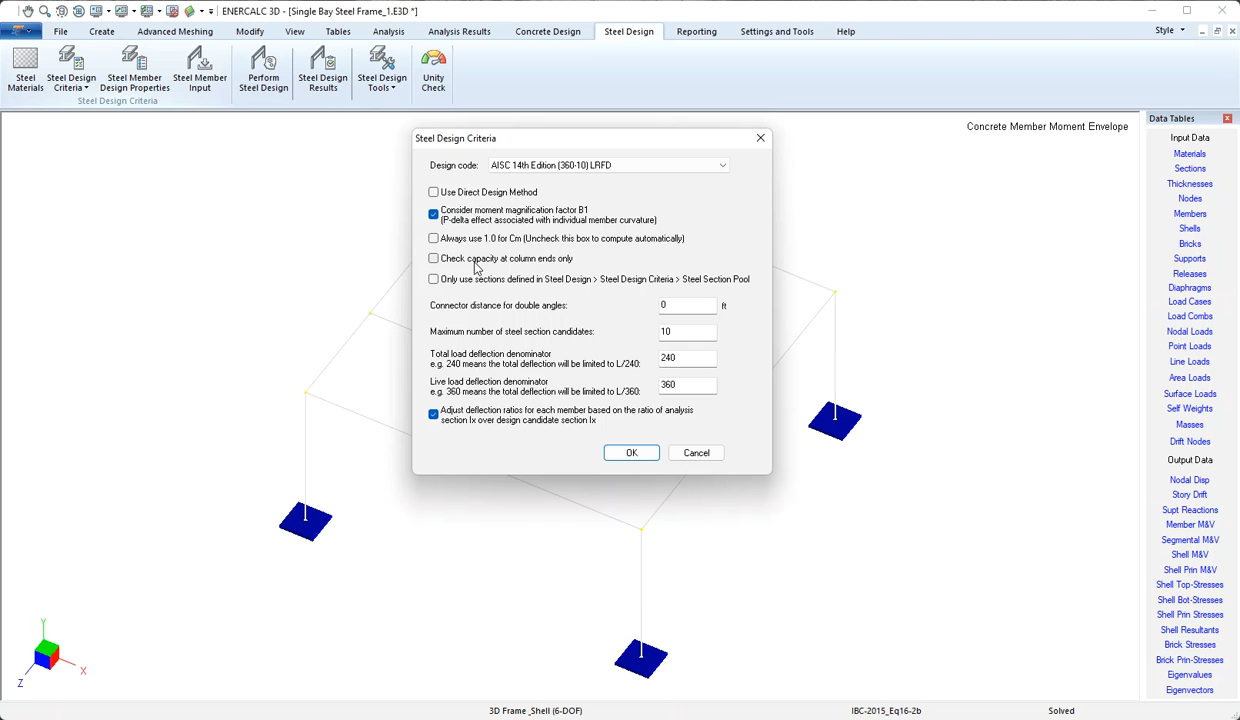 ENERCALC 3D - [Single Bay Steel Frame_1.E3D *]
File Create Advanced Meshing Modify View Tables Analysis Analysis Results Concrete Design Steel Design Reporting Settings and Tools Help Style
Steel Materials
Steel Design Criteria
Steel Member Design Properties
Steel Member Input
Perform Steel Design
Steel Design Results
Steel Design Tools
Unity Check
Steel Design Criteria
Concrete Member Moment Envelope
Steel Design Criteria
Design code: AISC 14th Edition (360-10) LRFD
Use Direct Design Method
Consider moment magnification factor B1
(P-delta effect associated with individual member curvature)
Always use 1.0 for Cm (Uncheck this box to compute automatically)
Check capacity at column ends only
Only use sections defined in Steel Design > Steel Design Criteria > Steel Section Pool
Connector distance for double angles: 0 ft
Maximum number of steel section candidates: 10
Total load deflection denominator
e.g. 240 means the total deflection will be limited to L/240: 240
Live load deflection denominator
e.g. 360 means the total deflection will be limited to L/360: 360
Adjust deflection ratios for each member based on the ratio of analysis
section Ix over design candidate section Ix
OK Cancel
Data Tables
Input Data
Materials
Sections
Thicknesses
Nodes
Members
Shells
Bricks
Supports
Releases
Diaphragms
Load Cases
Load Combs
Nodal Loads
Point Loads
Line Loads
Area Loads
Surface Loads
Self Weights
Masses
Drift Nodes
Output Data
Nodal Disp
Story Drift
Supt Reactions
Member M&V
Segmental M&V
Shell M&V
Shell Prin M&V
Shell Top-Stresses
Shell Bot-Stresses
Shell Prin Stresses
Shell Resultants
Brick Stresses
Brick Prin-Stresses
Eigenvalues
Eigenvectors
Y
X
Z
3D Frame_Shell (6-DOF) IBC-2015_Eq16-2b Solved